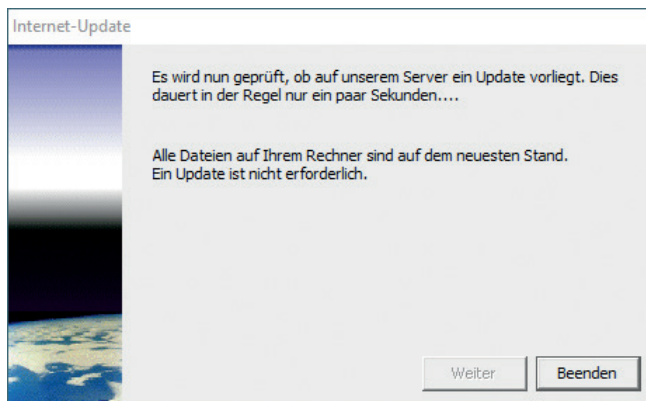 Internet-Update
Es wird nun geprüft, ob auf unserem Server ein Update vorliegt. Dies
dauert in der Regel nur ein paar Sekunden....
Alle Dateien auf Ihrem Rechner sind auf dem neuesten Stand.
Ein Update ist nicht erforderlich.
Weiter
Beenden